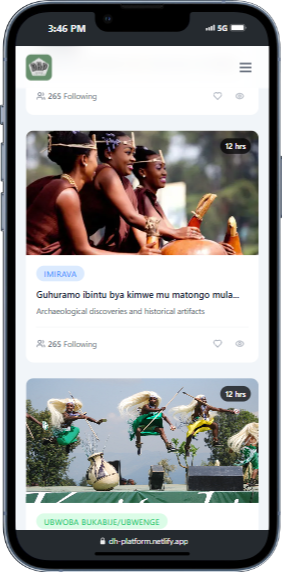 3:46 PM
5G
265 Following
12 hrs
IMIRAVA
Guhuramo ibintu bya kimwe mu matongo mula...
Archaeological discoveries and historical artifacts
265 Following
12 hrs
UBWOBA BUKABIJE/UBWENGE
dh-platform.netlify.app